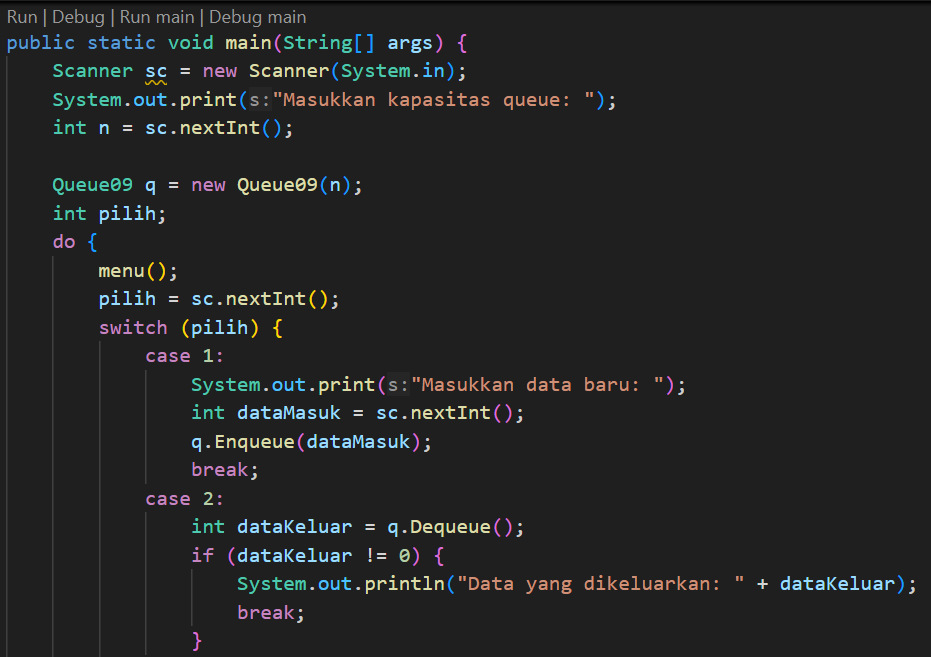 Run | Debug | Run main | Debug main
public static void main(String[] args) {
    Scanner sc = new Scanner(System.in);
    System.out.print(s:"Masukkan kapasitas queue: ");
    int n = sc.nextInt();

    Queue09 q = new Queue09(n);
    int pilih;
    do {
        menu();
        pilih = sc.nextInt();
        switch (pilih) {
            case 1:
                System.out.print(s:"Masukkan data baru: ");
                int dataMasuk = sc.nextInt();
                q.Enqueue(dataMasuk);
                break;
            case 2:
                int dataKeluar = q.Dequeue();
                if (dataKeluar != 0) {
                    System.out.println("Data yang dikeluarkan: " + dataKeluar);
                    break;
                }